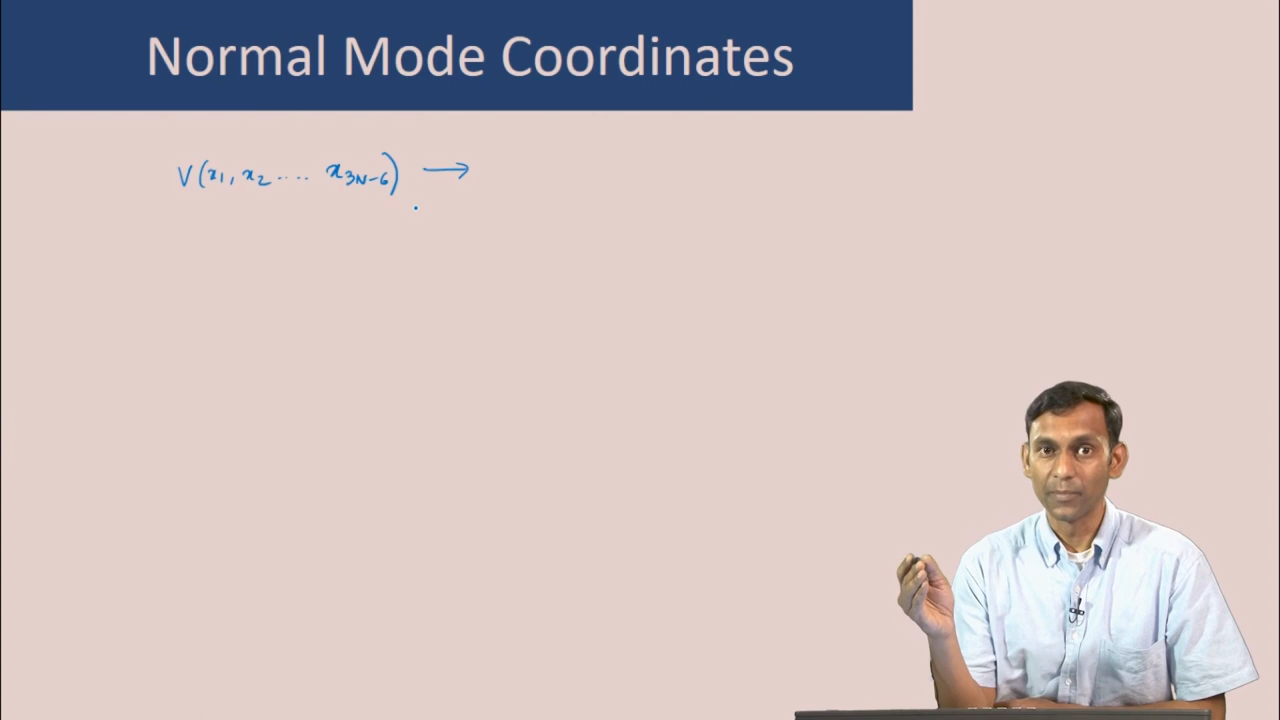 Normal Mode Coordinates
V(x₁, x₂ .... x₃N₋₆) →